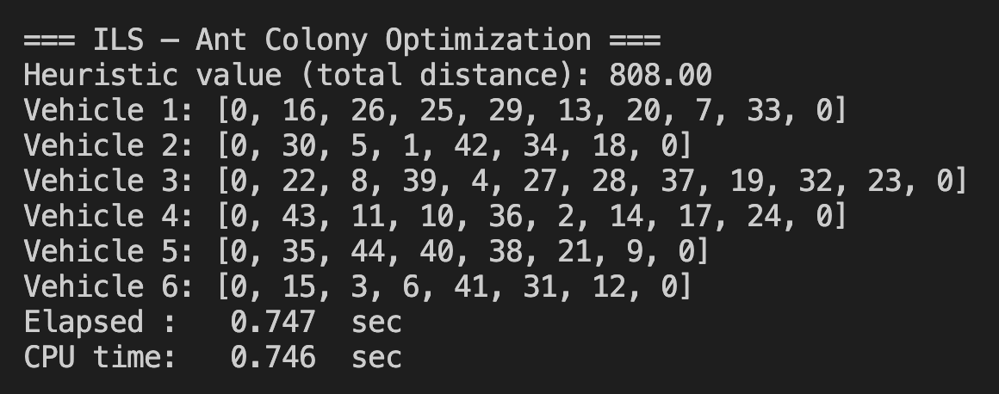 === ILS – Ant Colony Optimization ===
Heuristic value (total distance): 808.00
Vehicle 1: [0, 16, 26, 25, 29, 13, 20, 7, 33, 0]
Vehicle 2: [0, 30, 5, 1, 42, 34, 18, 0]
Vehicle 3: [0, 22, 8, 39, 4, 27, 28, 37, 19, 32, 23, 0]
Vehicle 4: [0, 43, 11, 10, 36, 2, 14, 17, 24, 0]
Vehicle 5: [0, 35, 44, 40, 38, 21, 9, 0]
Vehicle 6: [0, 15, 3, 6, 41, 31, 12, 0]
Elapsed :   0.747  sec
CPU time:   0.746  sec